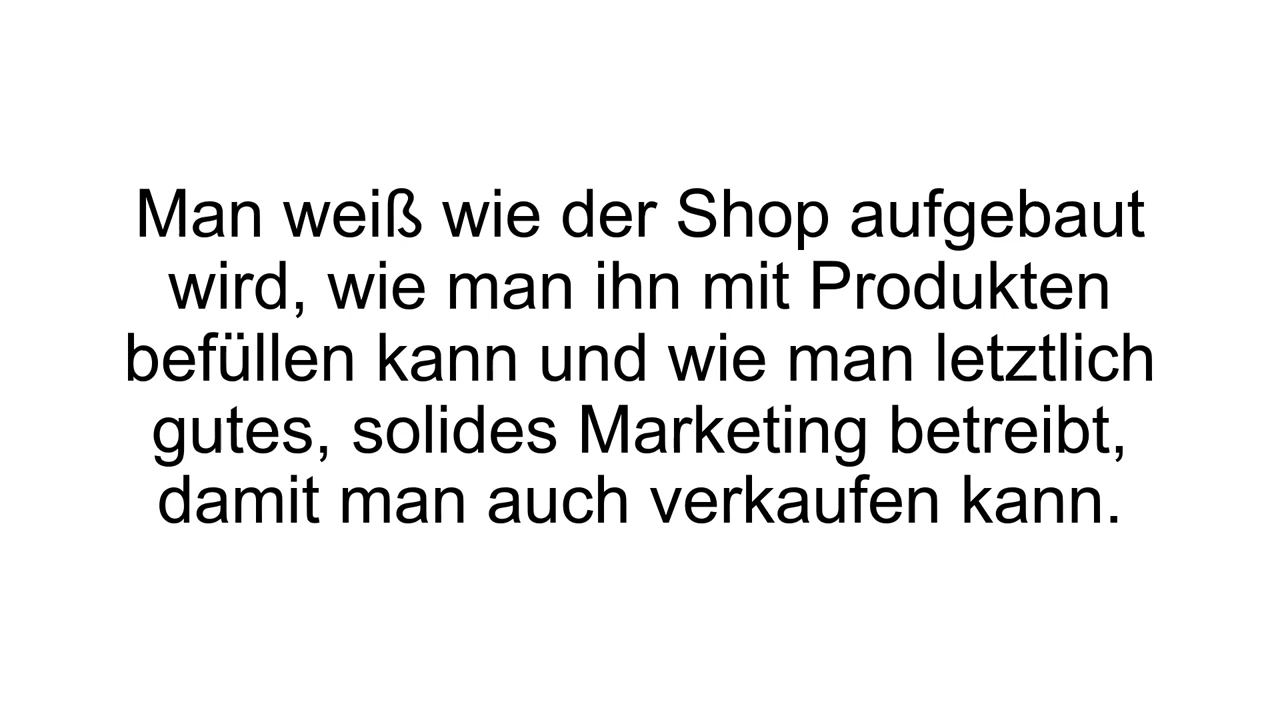 Man weiß wie der Shop aufgebaut
wird, wie man ihn mit Produkten
befüllen kann und wie man letztlich
gutes, solides Marketing betreibt,
damit man auch verkaufen kann.